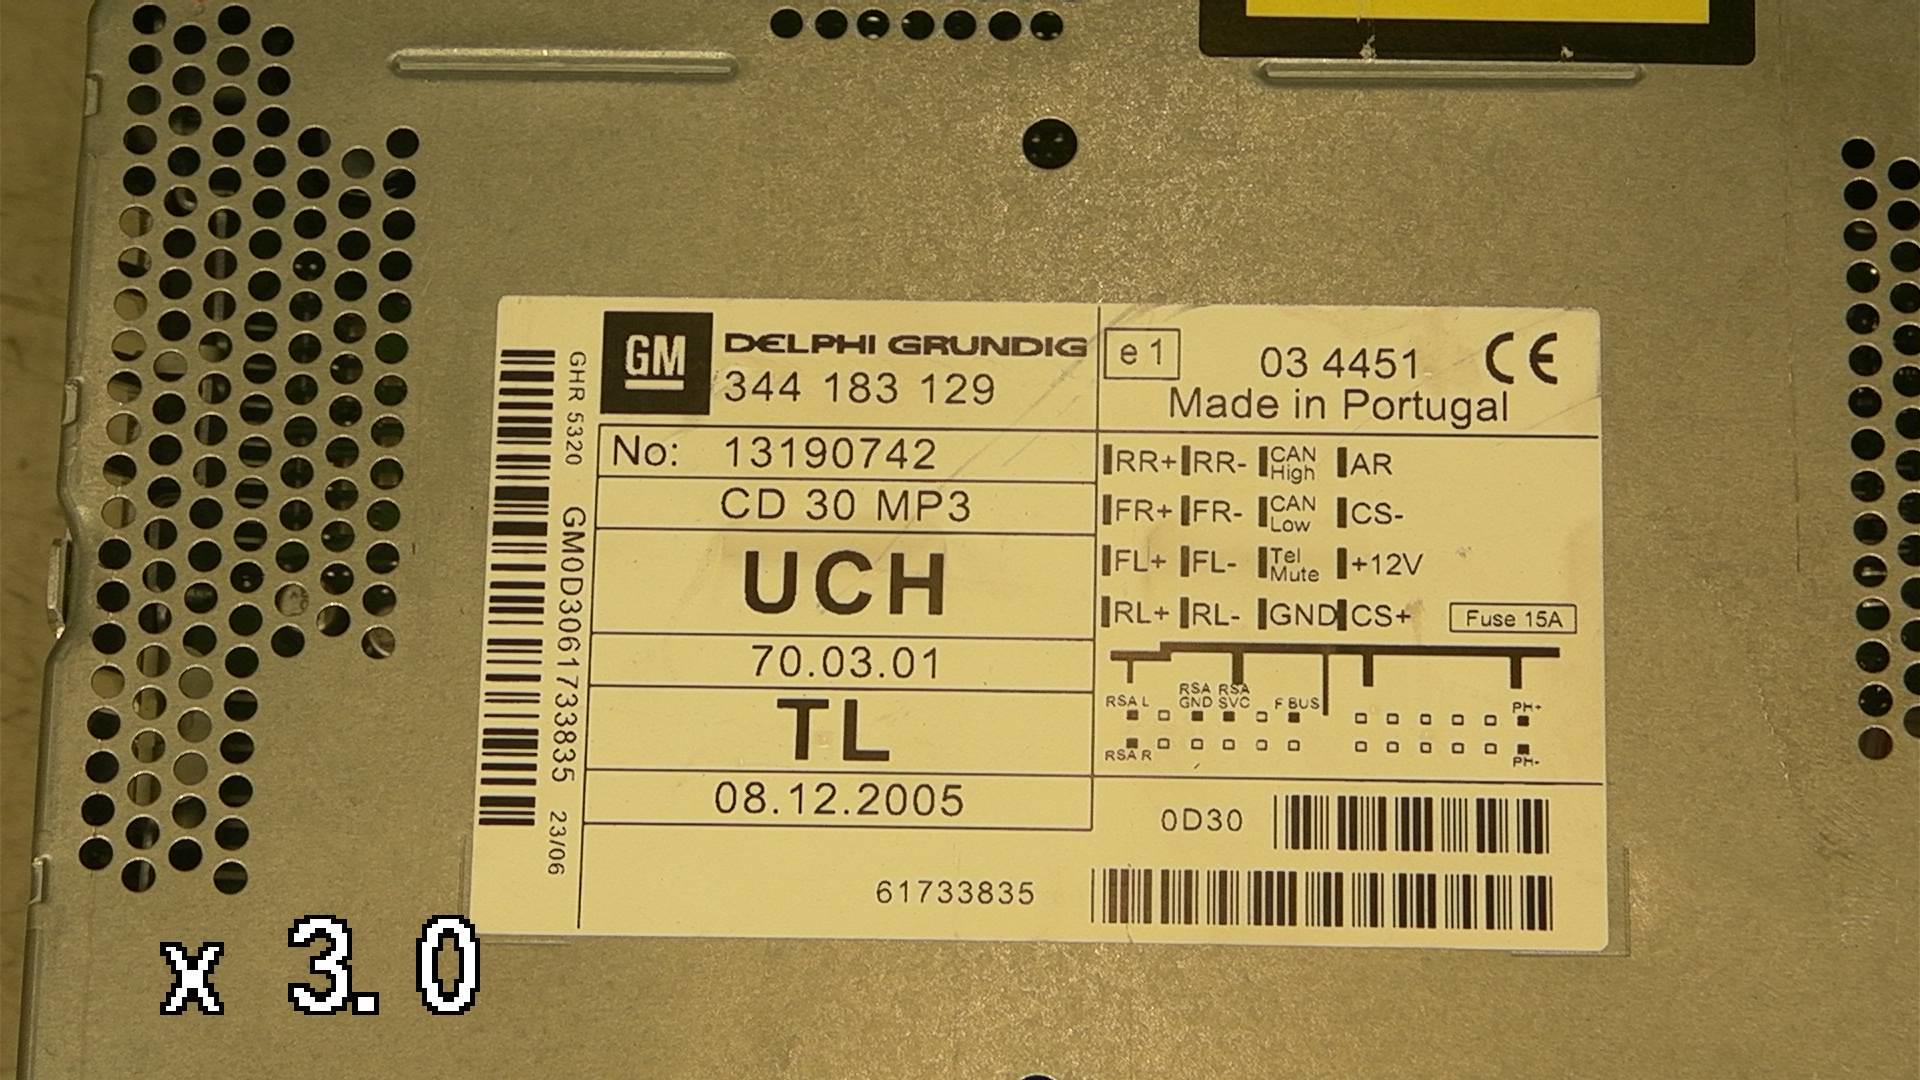 GM
DELPHI GRUNDIG
344 183 129
e1
03 4451
CE
Made in Portugal
No: 13190742
CD 30 MP3
UCH
70.03.01
TL
08.12.2005
RR+ RR- CAN High AR
FR+ FR- CAN Low CS-
FL+ FL- Tel Mute +12V
RL+ RL- GND CS+
Fuse 15A
RSA L RSA GND RSA SVC F BUS PH+
RSA R PH-
0D30
61733835
GHR 5320 GM0D3061733835 23/06
x 3.0